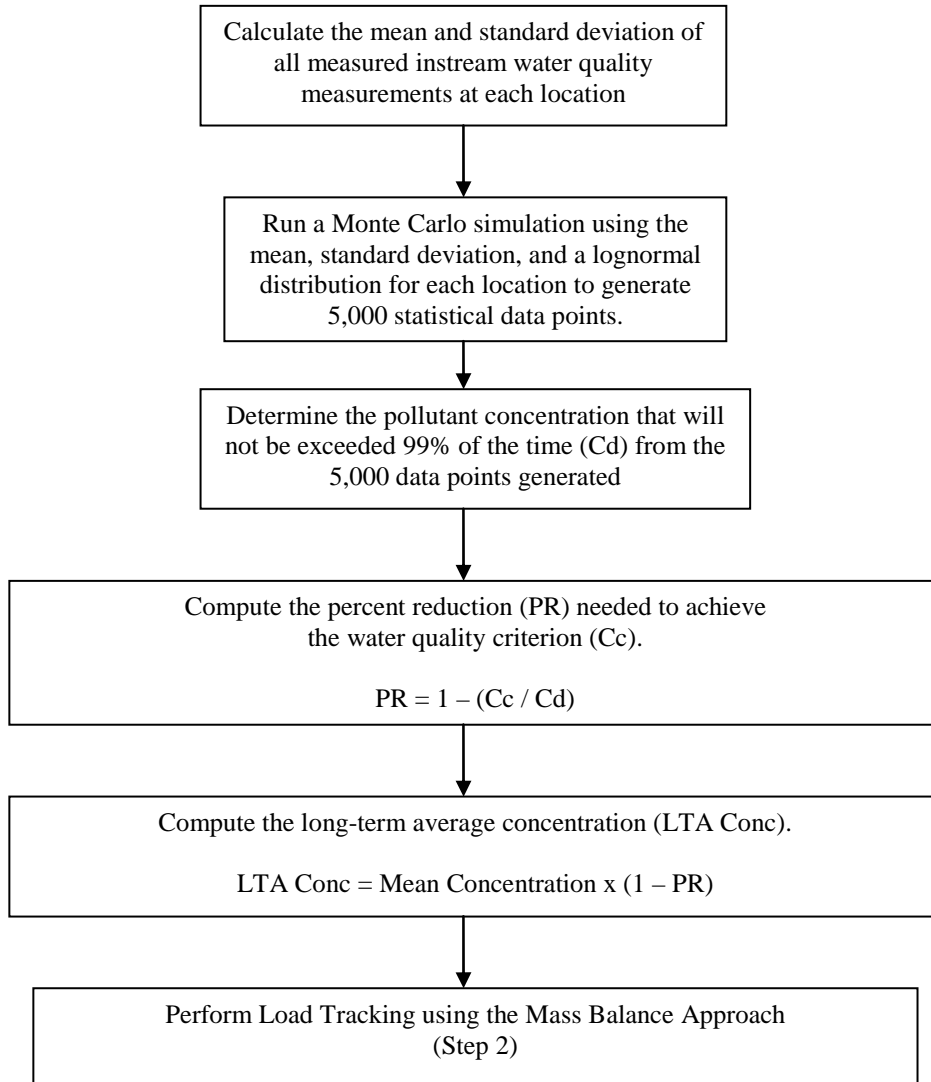 Calculate the mean and standard deviation of
all measured instream water quality
measurements at each location
Run a Monte Carlo simulation using the
mean, standard deviation, and a lognormal
distribution for each location to generate
5,000 statistical data points.
Determine the pollutant concentration that will
not be exceeded 99% of the time (Cd) from the
5,000 data points generated
Compute the percent reduction (PR) needed to achieve
the water quality criterion (Cc).
PR = 1 – (Cc / Cd)
Compute the long-term average concentration (LTA Conc).
LTA Conc = Mean Concentration x (1 – PR)
Perform Load Tracking using the Mass Balance Approach
(Step 2)